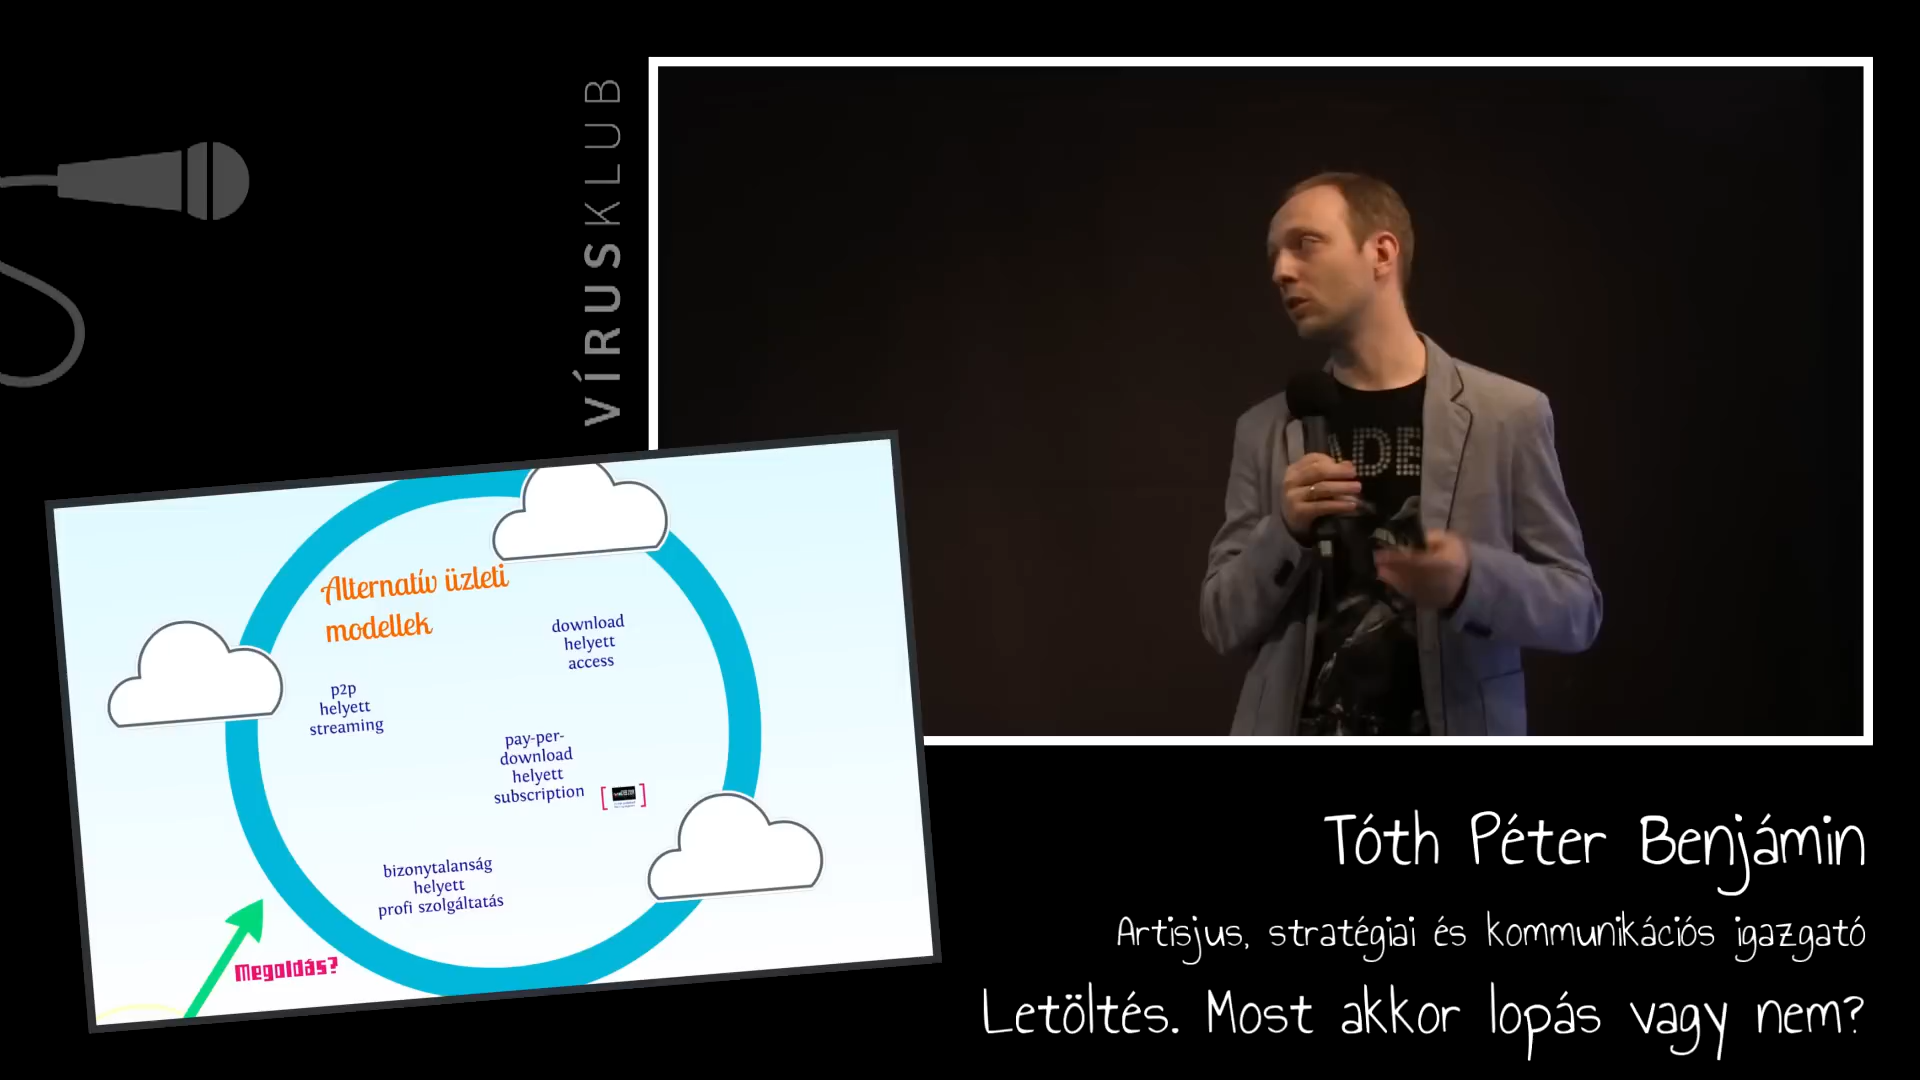 VÍRUSKLUB
ADE
Alternatív üzleti
modellek
download
helyett
access
p2p
helyett
streaming
pay-per-
download
helyett
subscription
bizonytalanság
helyett
profi szolgáltatás
Megoldás?
Tóth Péter Benjámin
Artisjus, stratégiai és kommunikációs igazgató
Letöltés. Most akkor lopás vagy nem?